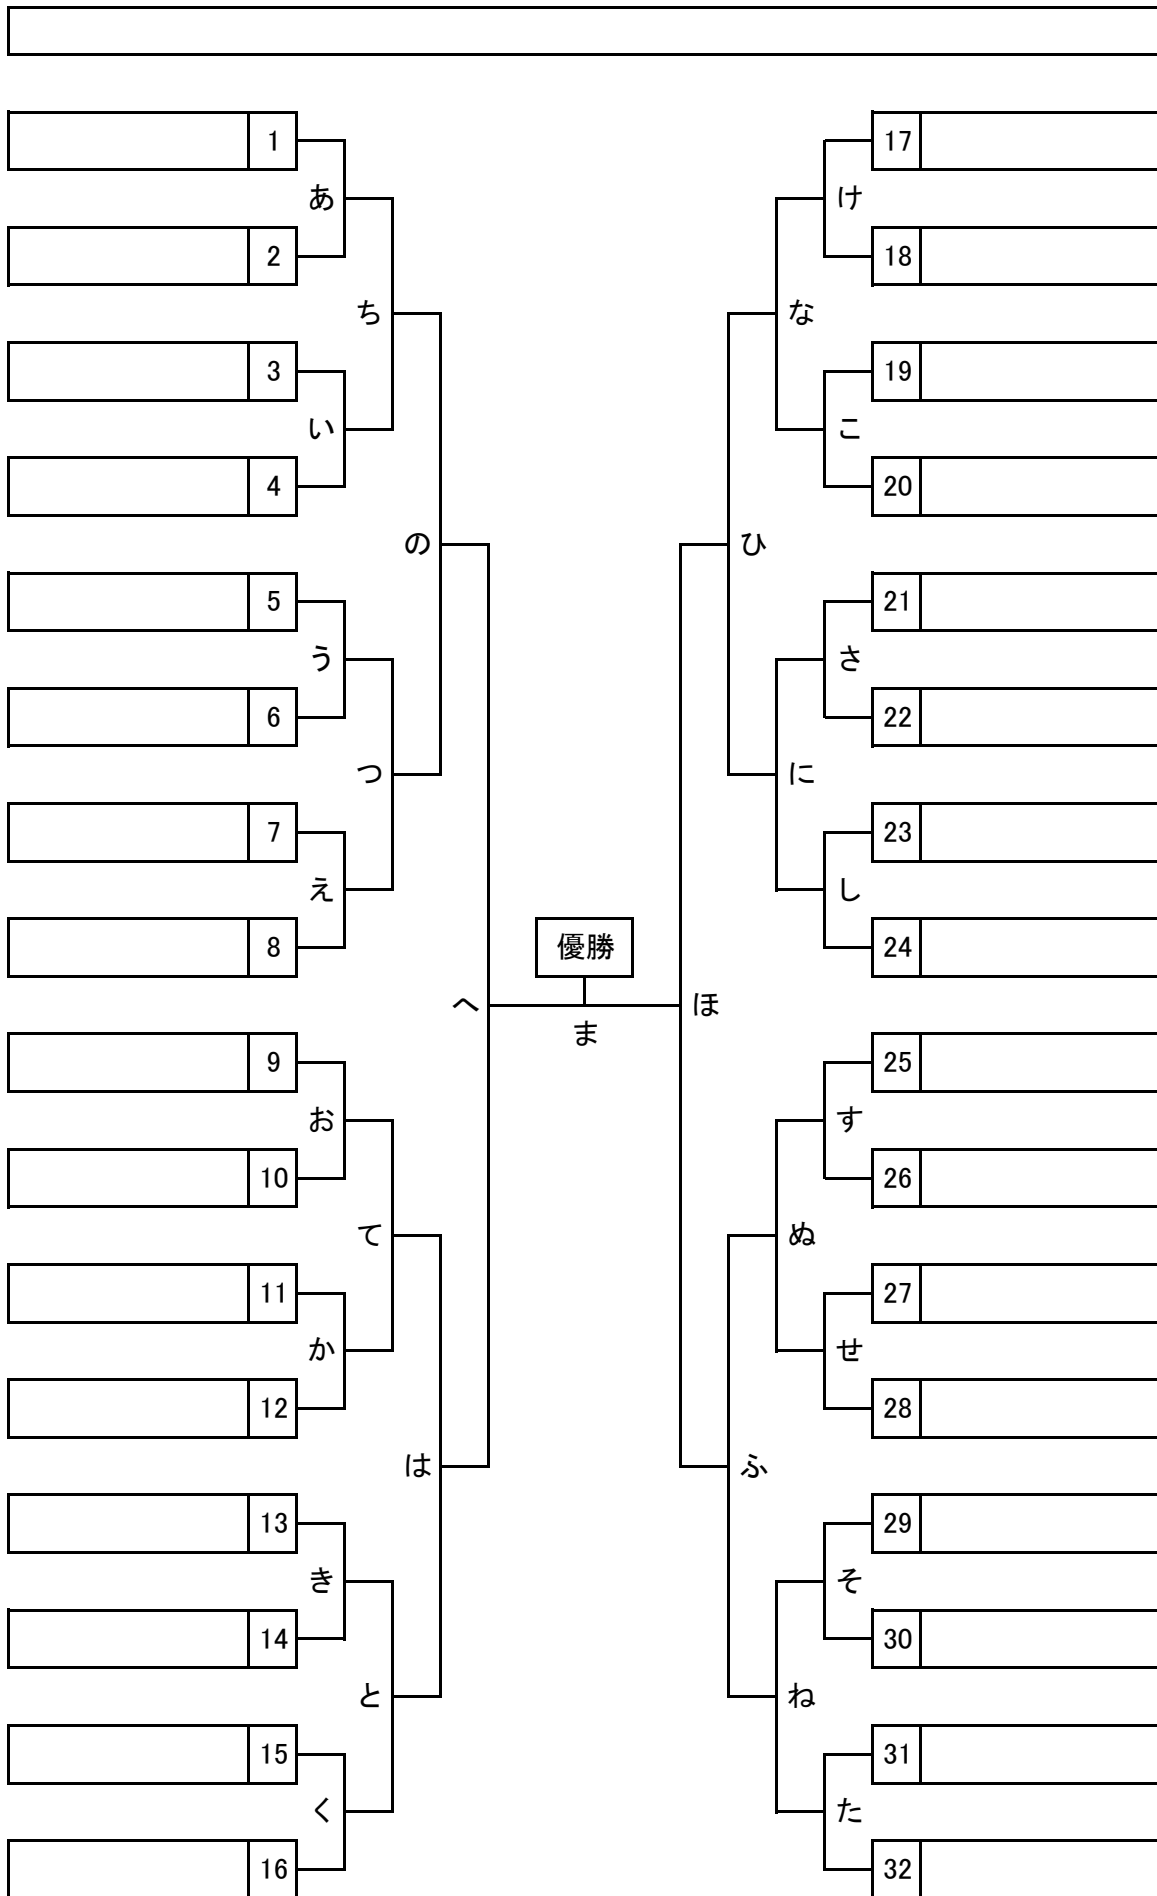 1 17
あ け
2 18
ち な
3 19
い こ
4 20
の ひ
5 21
う さ
6 22
つ に
7 23
え し
8 優勝 24
へ ほ
ま
9 25
お す
10 26
て ぬ
11 27
か せ
12 28
は ふ
13 29
き そ
14 30
と ね
15 31
く た
16 32